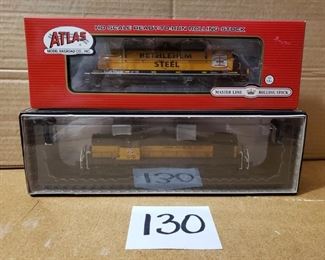 HO SCALE READY-TO-RUN ROLLING STOCK
ATLAS
MODEL RAILROAD CO., INC.
BETHLEHEM
STEEL
MASTER LINE
ROLLING STOCK
130